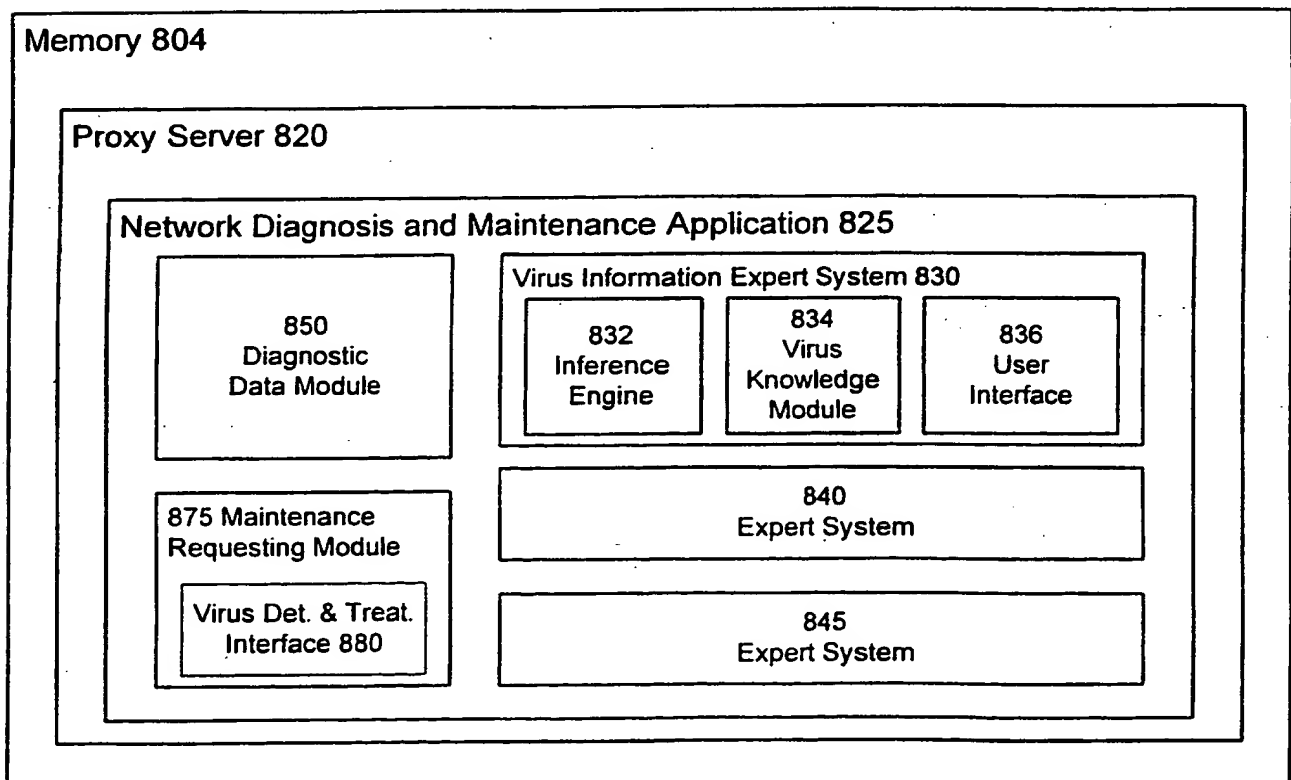 Memory 804
Proxy Server 820
Network Diagnosis and Maintenance Application 825
850
Diagnostic
Data Module
Virus Information Expert System 830
832
Inference
Engine
834
Virus
Knowledge
Module
836
User
Interface
875 Maintenance
Requesting Module
Virus Det. & Treat.
Interface 880
840
Expert System
845
Expert System